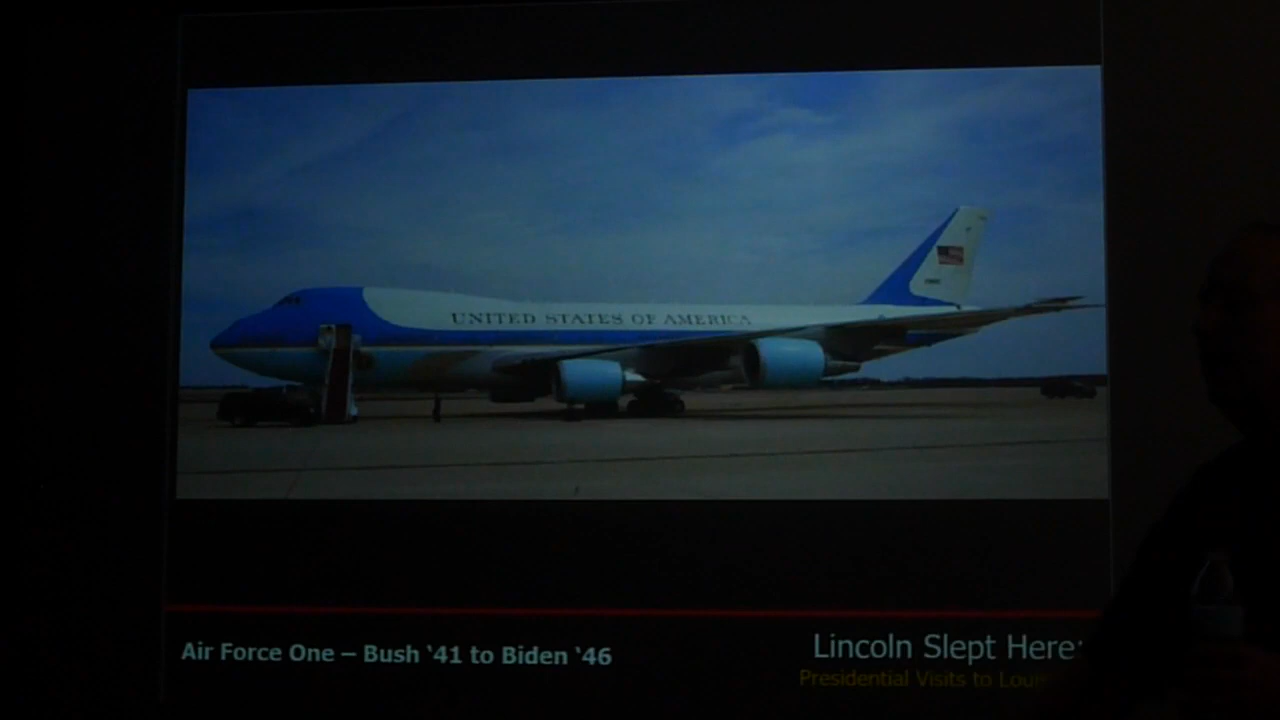 UNITED STATES OF AMERICA
Air Force One – Bush ‘41 to Biden ‘46
Lincoln Slept Here:
Presidential Visits to